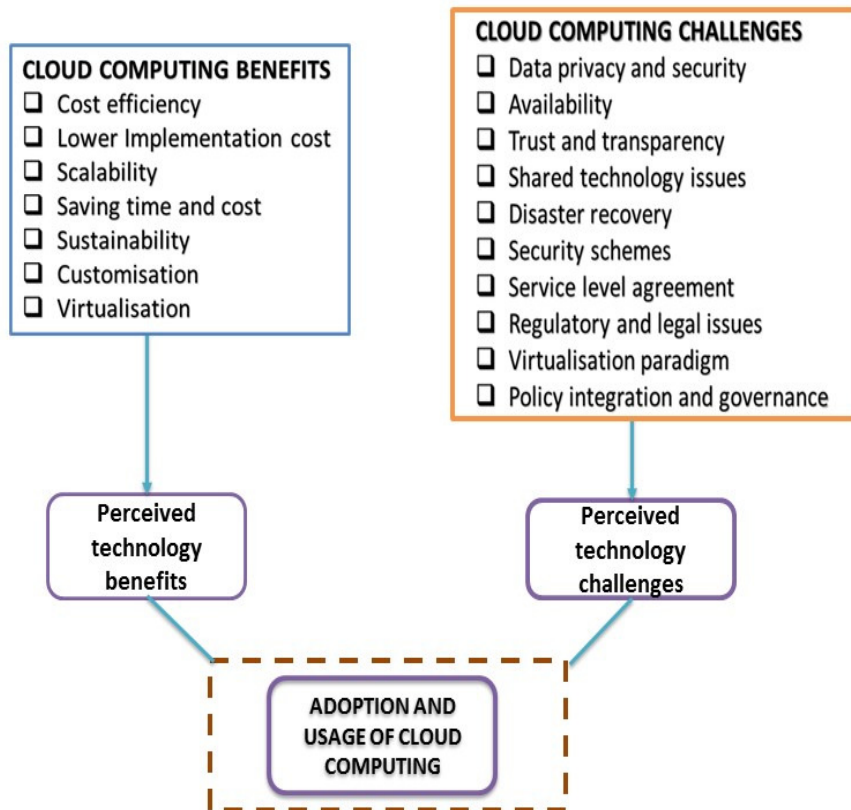 CLOUD COMPUTING BENEFITS
Cost efficiency
Lower Implementation cost
Scalability
Saving time and cost
Sustainability
Customisation
Virtualisation
CLOUD COMPUTING CHALLENGES
Data privacy and security
Availability
Trust and transparency
Shared technology issues
Disaster recovery
Security schemes
Service level agreement
Regulatory and legal issues
Virtualisation paradigm
Policy integration and governance
Perceived
technology
benefits
Perceived
technology
challenges
ADOPTION AND
USAGE OF CLOUD
COMPUTING